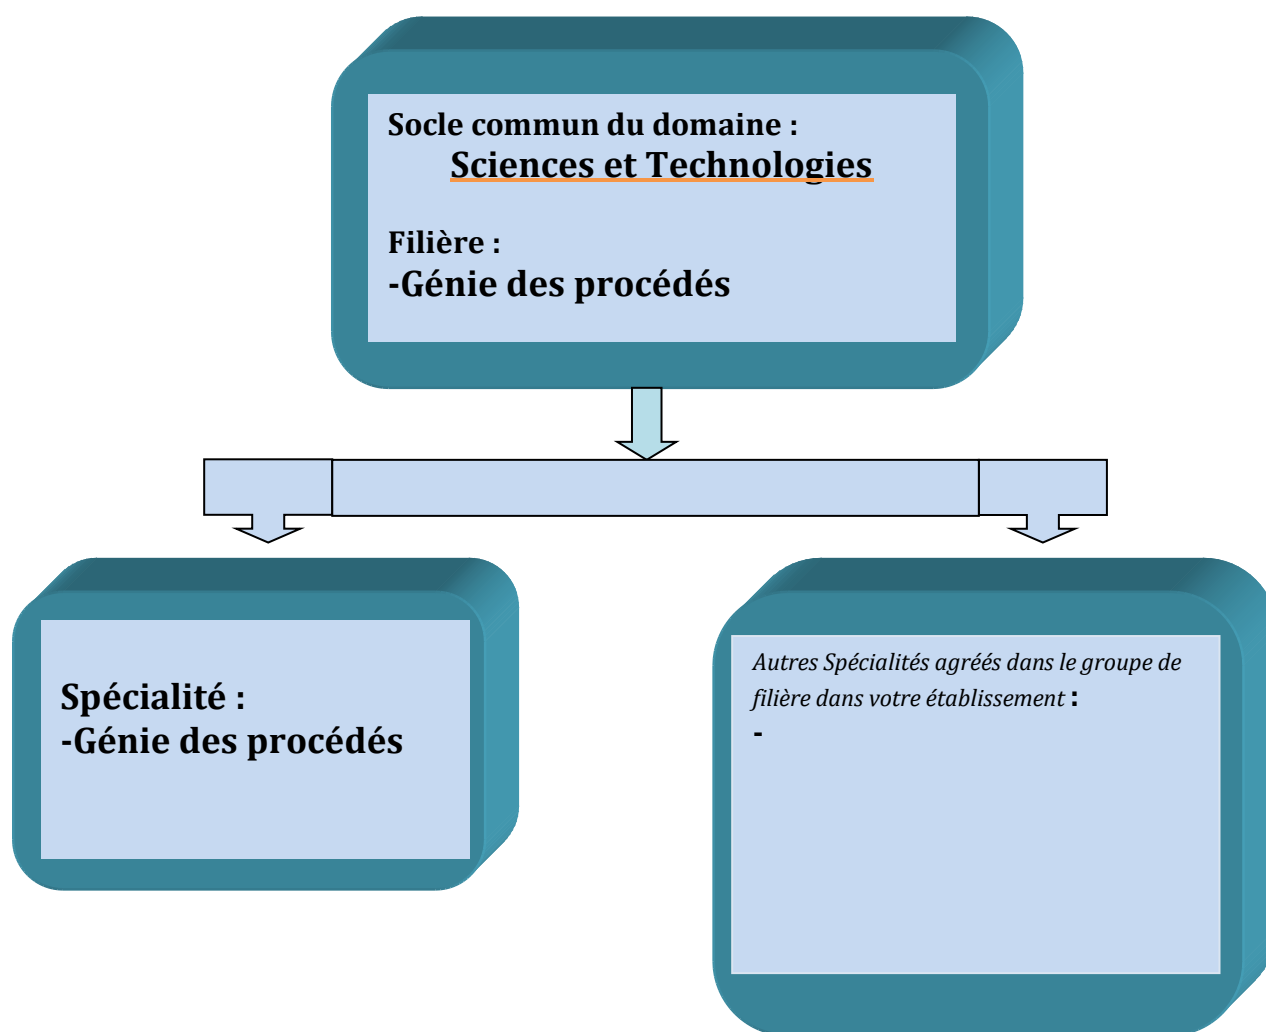 Socle commun du domaine :
Sciences et Technologies
Filière :
-Génie des procédés
Spécialité :
-Génie des procédés
Autres Spécialités agréés dans le groupe de
filière dans votre établissement :
-